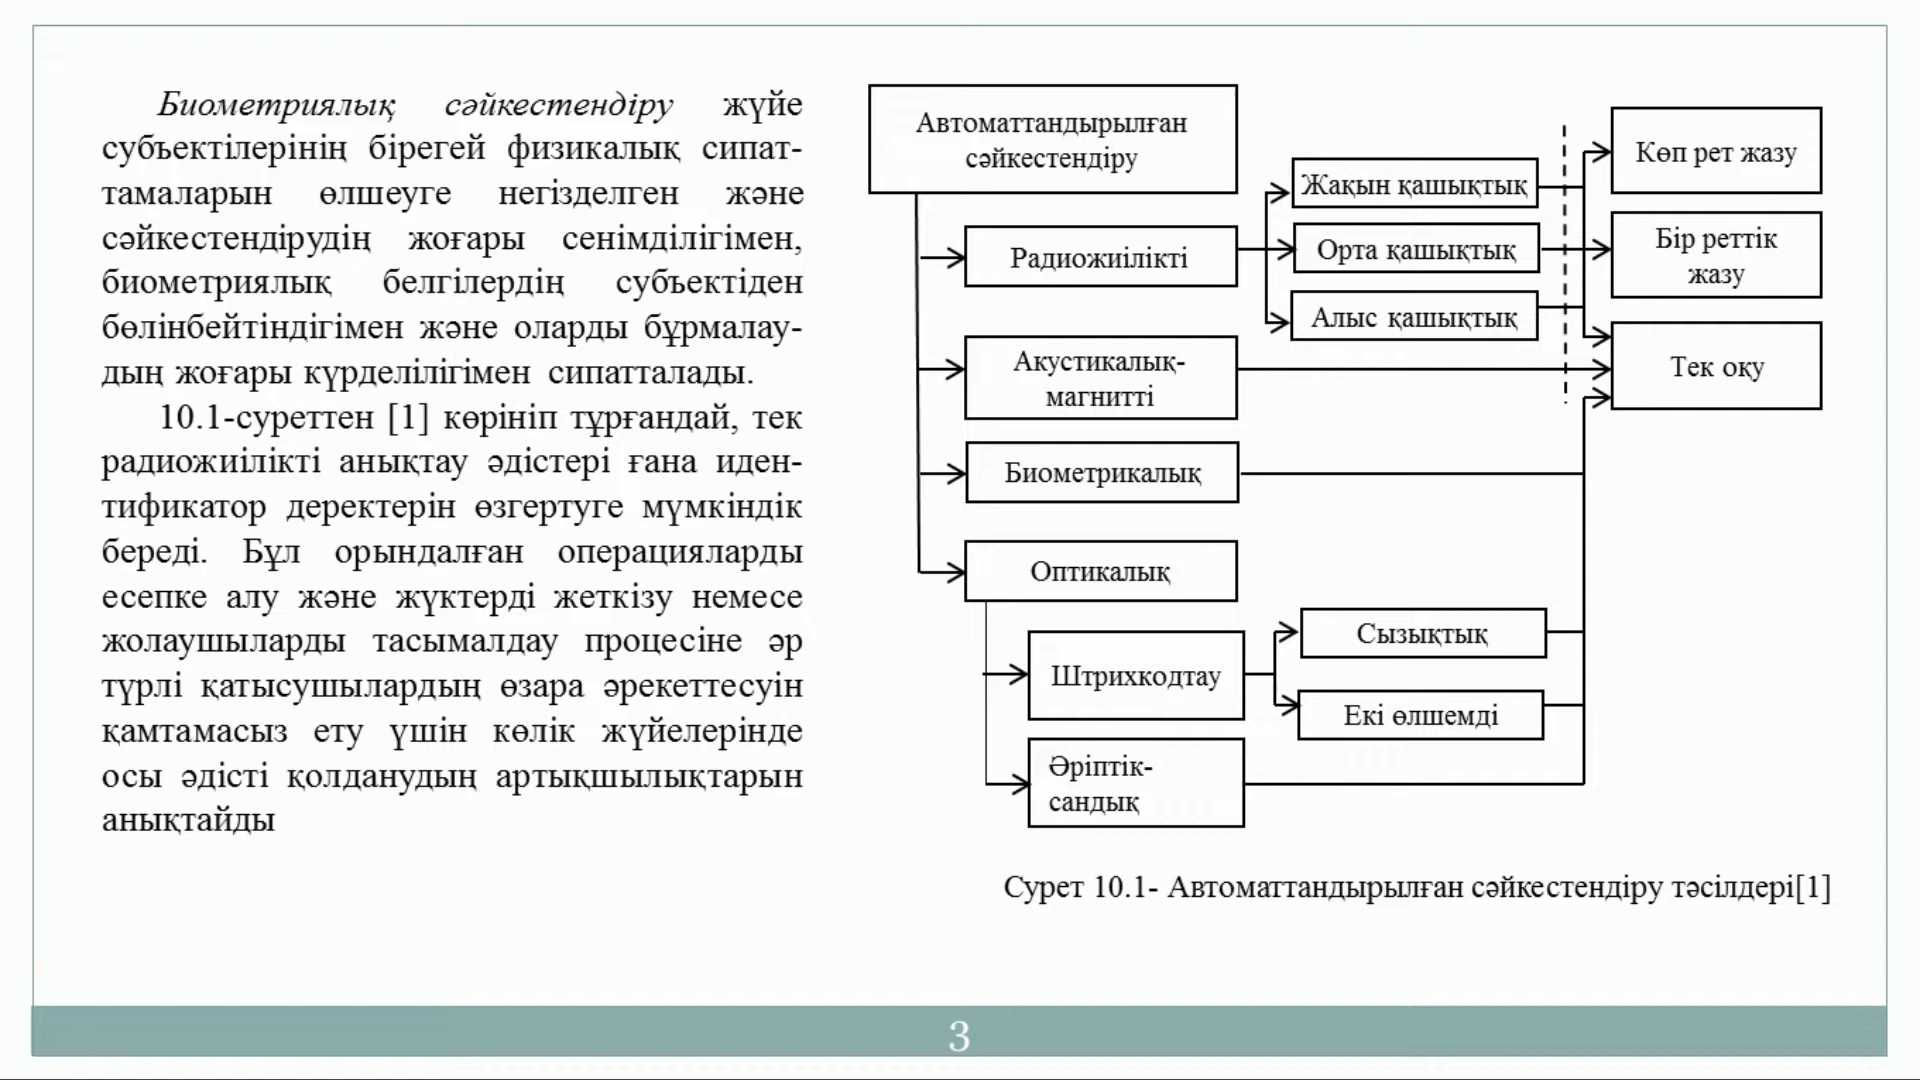 Биометриялық сәйкестендіру жүйе
субъектілерінің бірегей физикалық сипат-
тамаларын өлшеуге негізделген және
сәйкестендірудің жоғары сенімділігімен,
биометриялық белгілердің субъектіден
бөлінбейтіндігімен және оларды бұрмалау-
дың жоғары күрделілігімен сипатталады.
10.1-суреттен [1] көрініп тұрғандай, тек
радиожиілікті анықтау әдістері ғана иден-
тификатор деректерін өзгертуге мүмкіндік
береді. Бұл орындалған операцияларды
есепке алу және жүктерді жеткізу немесе
жолаушыларды тасымалдау процесіне әр
түрлі қатысушылардың өзара әрекеттесуін
қамтамасыз ету үшін көлік жүйелерінде
осы әдісті қолданудың артықшылықтарын
анықтайды
Автоматтандырылған
сәйкестендіру
Радиожиілікті
Жақын қашықтық
Орта қашықтық
Алыс қашықтық
Көп рет жазу
Бір реттік
жазу
Тек оқу
Акустикалық-
магнитті
Биометрикалық
Оптикалық
Штрихкодтау
Сызықтық
Екі өлшемді
Әріптік-
сандық
Сурет 10.1- Автоматтандырылған сәйкестендіру тәсілдері[1]
3